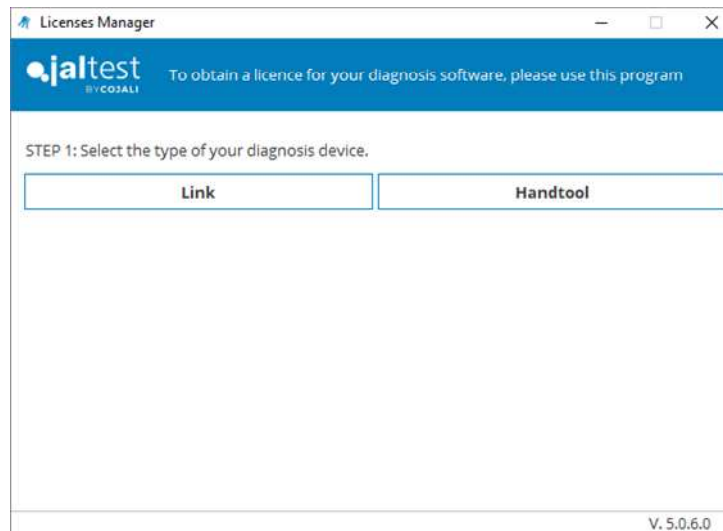 Licenses Manager
jaltest
BY COJALI
To obtain a licence for your diagnosis software, please use this program
STEP 1: Select the type of your diagnosis device.
Link
Handtool
V. 5.0.6.0